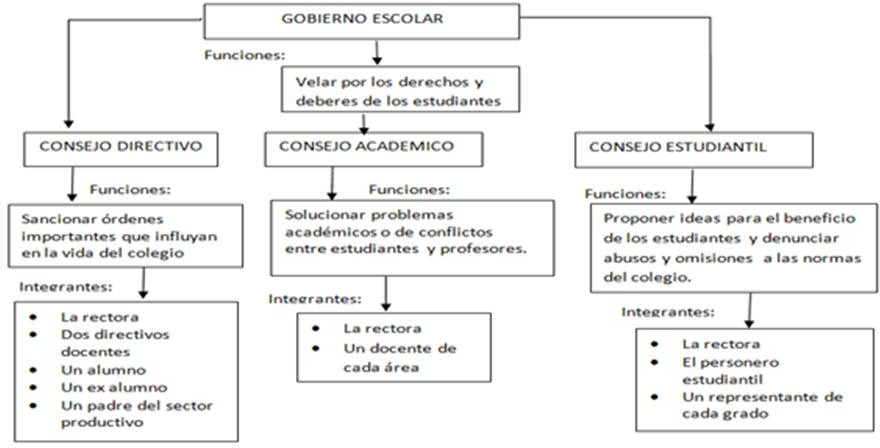 GOBIERNO ESCOLAR
Funciones:
Velar por los derechos y
deberes de los estudiantes
CONSEJO DIRECTIVO
Funciones:
Sancionar órdenes
importantes que influyan
en la vida del colegio
Integrantes:
• La rectora
• Dos directivos
docentes
• Un alumno
• Un ex alumno
• Un padre del sector
productivo
CONSEJO ACADEMICO
Funciones:
Solucionar problemas
académicos o de conflictos
entre estudiantes y profesores.
Integrantes:
• La rectora
• Un docente de
cada área
CONSEJO ESTUDIANTIL
Funciones:
Proponer ideas para el beneficio
de los estudiantes y denunciar
abusos y omisiones a las normas
del colegio.
Integrantes:
• La rectora
• El personero
estudiantil
• Un representante de
cada grado